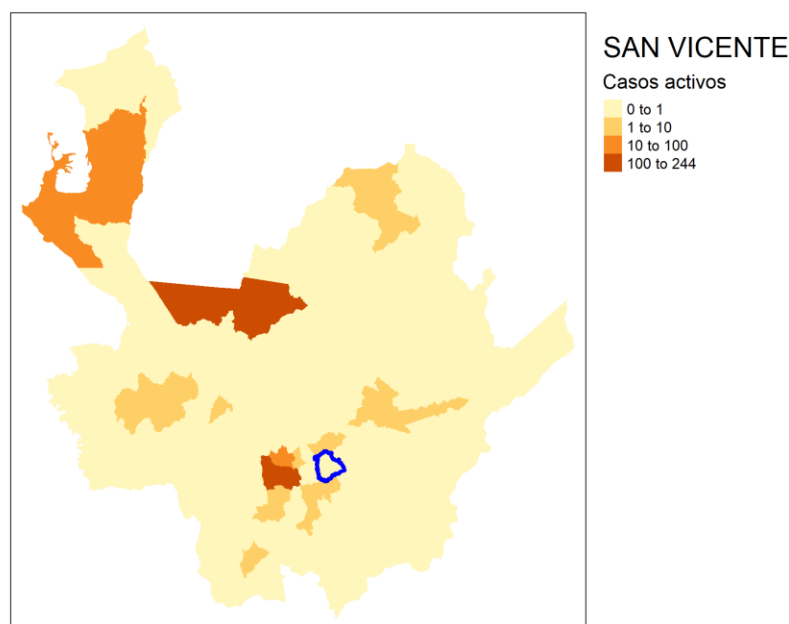 SAN VICENTE
Casos activos
0 to 1
1 to 10
10 to 100
100 to 244